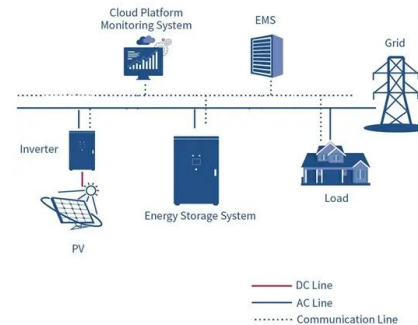 Cloud Platform
Monitoring System
EMS
Grid
Inverter
Energy Storage System
Load
PV
DC Line
AC Line
Communication Line